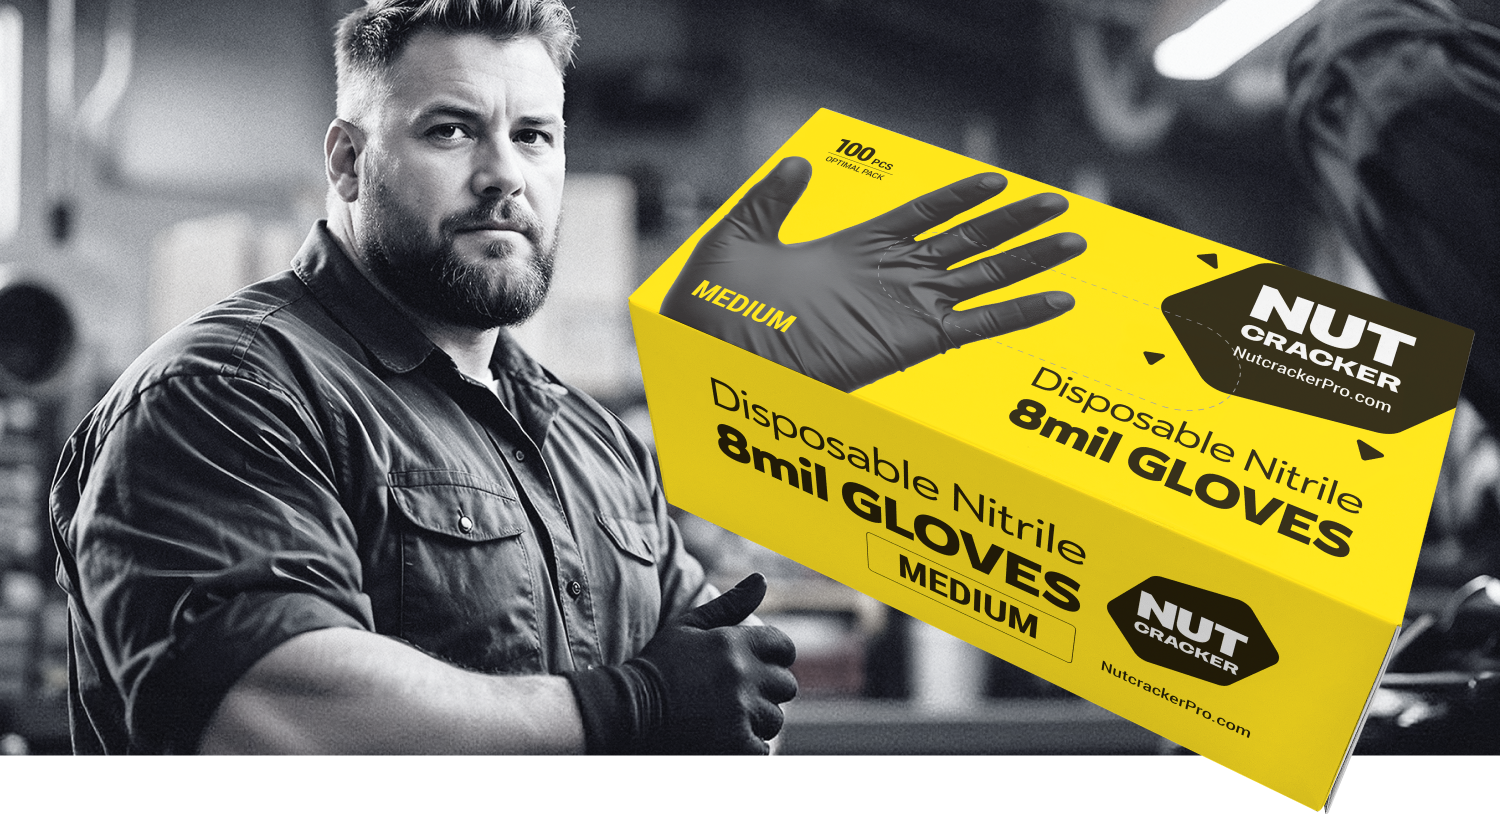 100 PCS
OPTIMAL PACK
MEDIUM
NUT
CRACKER
NutcrackerPro.com
Disposable Nitrile
8mil GLOVES
Disposable Nitrile
8mil GLOVES
MEDIUM
NUT
CRACKER
NutcrackerPro.com